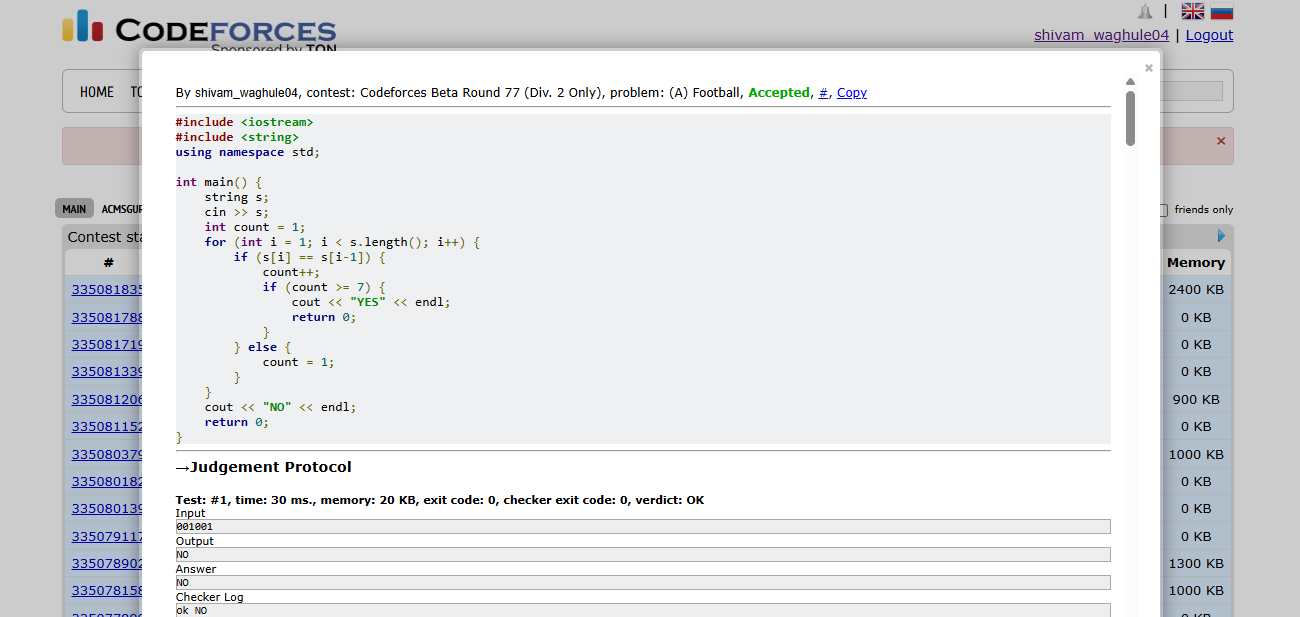 CODEFORCES
Sponsored by TON
|
shivam_waghule04 | Logout
HOME
×
By shivam_waghule04, contest: Codeforces Beta Round 77 (Div. 2 Only), problem: (A) Football, Accepted, #, Copy
#include <iostream>
#include <string>
using namespace std;
int main() {
string s;
cin >> s;
int count = 1;
for (int i = 1; i < s.length(); i++) {
if (s[i] == s[i-1]) {
count++;
if (count >= 7) {
cout << "YES" << endl;
return 0;
}
} else {
count = 1;
}
}
cout << "NO" << endl;
return 0;
}
→Judgement Protocol
Test: #1, time: 30 ms., memory: 20 KB, exit code: 0, checker exit code: 0, verdict: OK
Input
001001
Output
NO
Answer
NO
Checker Log
ok NO
×
MAIN ACMSGUR
friends only
Contest sta
# Memory
335081835 2400 KB
335081788 0 KB
335081719 0 KB
335081339 0 KB
335081206 900 KB
335081152 0 KB
335080379 1000 KB
335080182 0 KB
335080139 0 KB
335079117 0 KB
335078902 1300 KB
335078158 1000 KB
0 KB